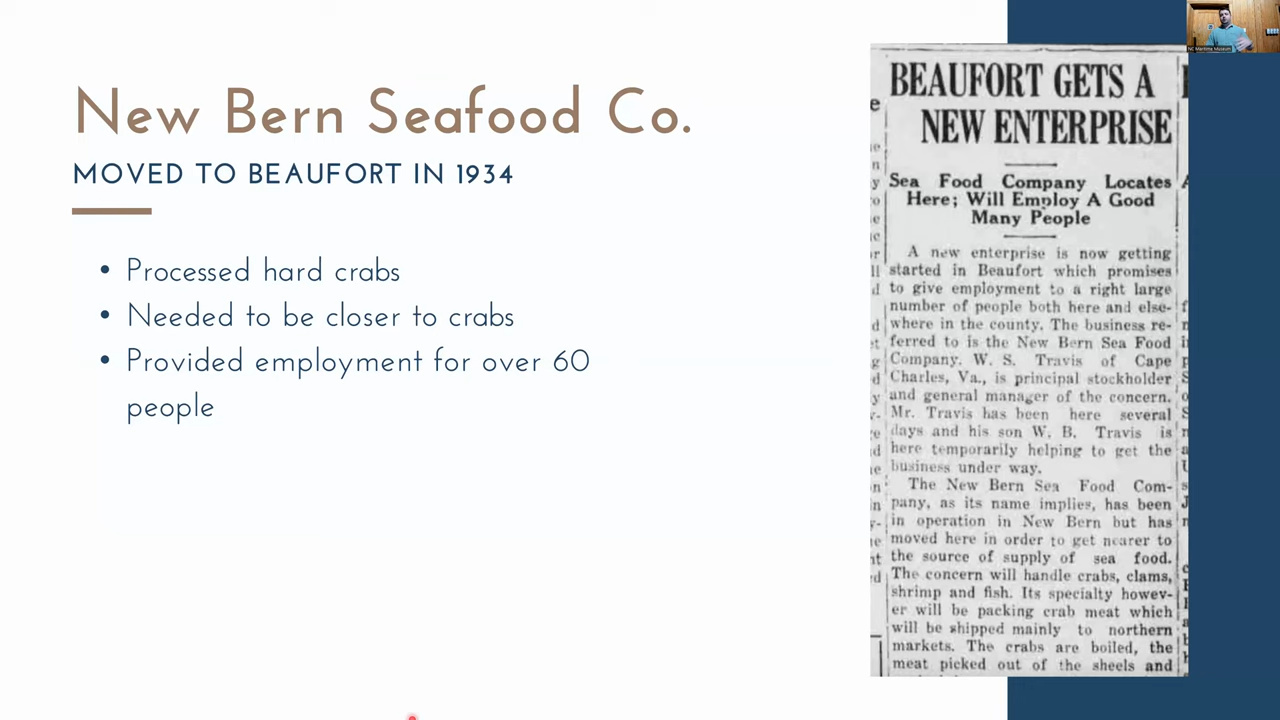 New Bern Seafood Co.
MOVED TO BEAUFORT IN 1934
• Processed hard crabs
• Needed to be closer to crabs
• Provided employment for over 60
people
BEAUFORT GETS A
NEW ENTERPRISE
Sea Food Company Locates
Here; Will Employ A Good
Many People
A new enterprise is now getting
started in Beaufort which promises
to give employment to a right large
number of people both here and else-
where in the county. The business re-
ferred to is the New Bern Sea Food
Company. W. S. Travis of Cape
Charles, Va., is principal stockholder
and general manager of the concern.
Mr. Travis has been here several
days and his son W. B. Travis is
here temporarily helping to get the
business under way.
The New Bern Sea Food Com-
pany, as its name implies, has been
in operation in New Bern but has
moved here in order to get nearer to
the source of supply of sea food.
The concern will handle crabs, clams,
shrimp and fish. Its specialty howev-
er will be packing crab meat which
will be shipped mainly to northern
markets. The crabs are boiled, the
meat picked out of the sheels and
NC Maritime Museum